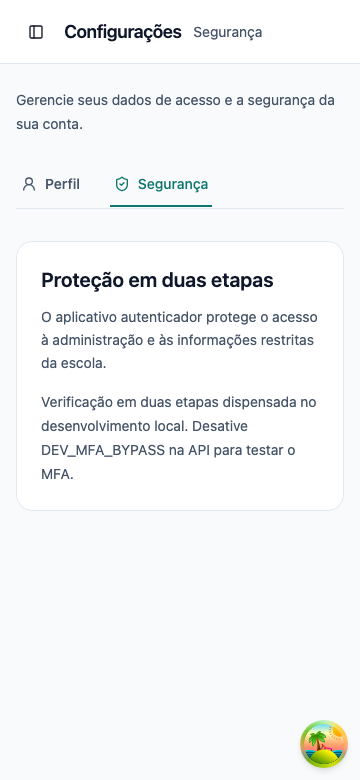 Configurações Segurança
Gerencie seus dados de acesso e a segurança da
sua conta.
Perfil Segurança
Proteção em duas etapas
O aplicativo autenticador protege o acesso
à administração e às informações restritas
da escola.
Verificação em duas etapas dispensada no
desenvolvimento local. Desative
DEV_MFA_BYPASS na API para testar o
MFA.